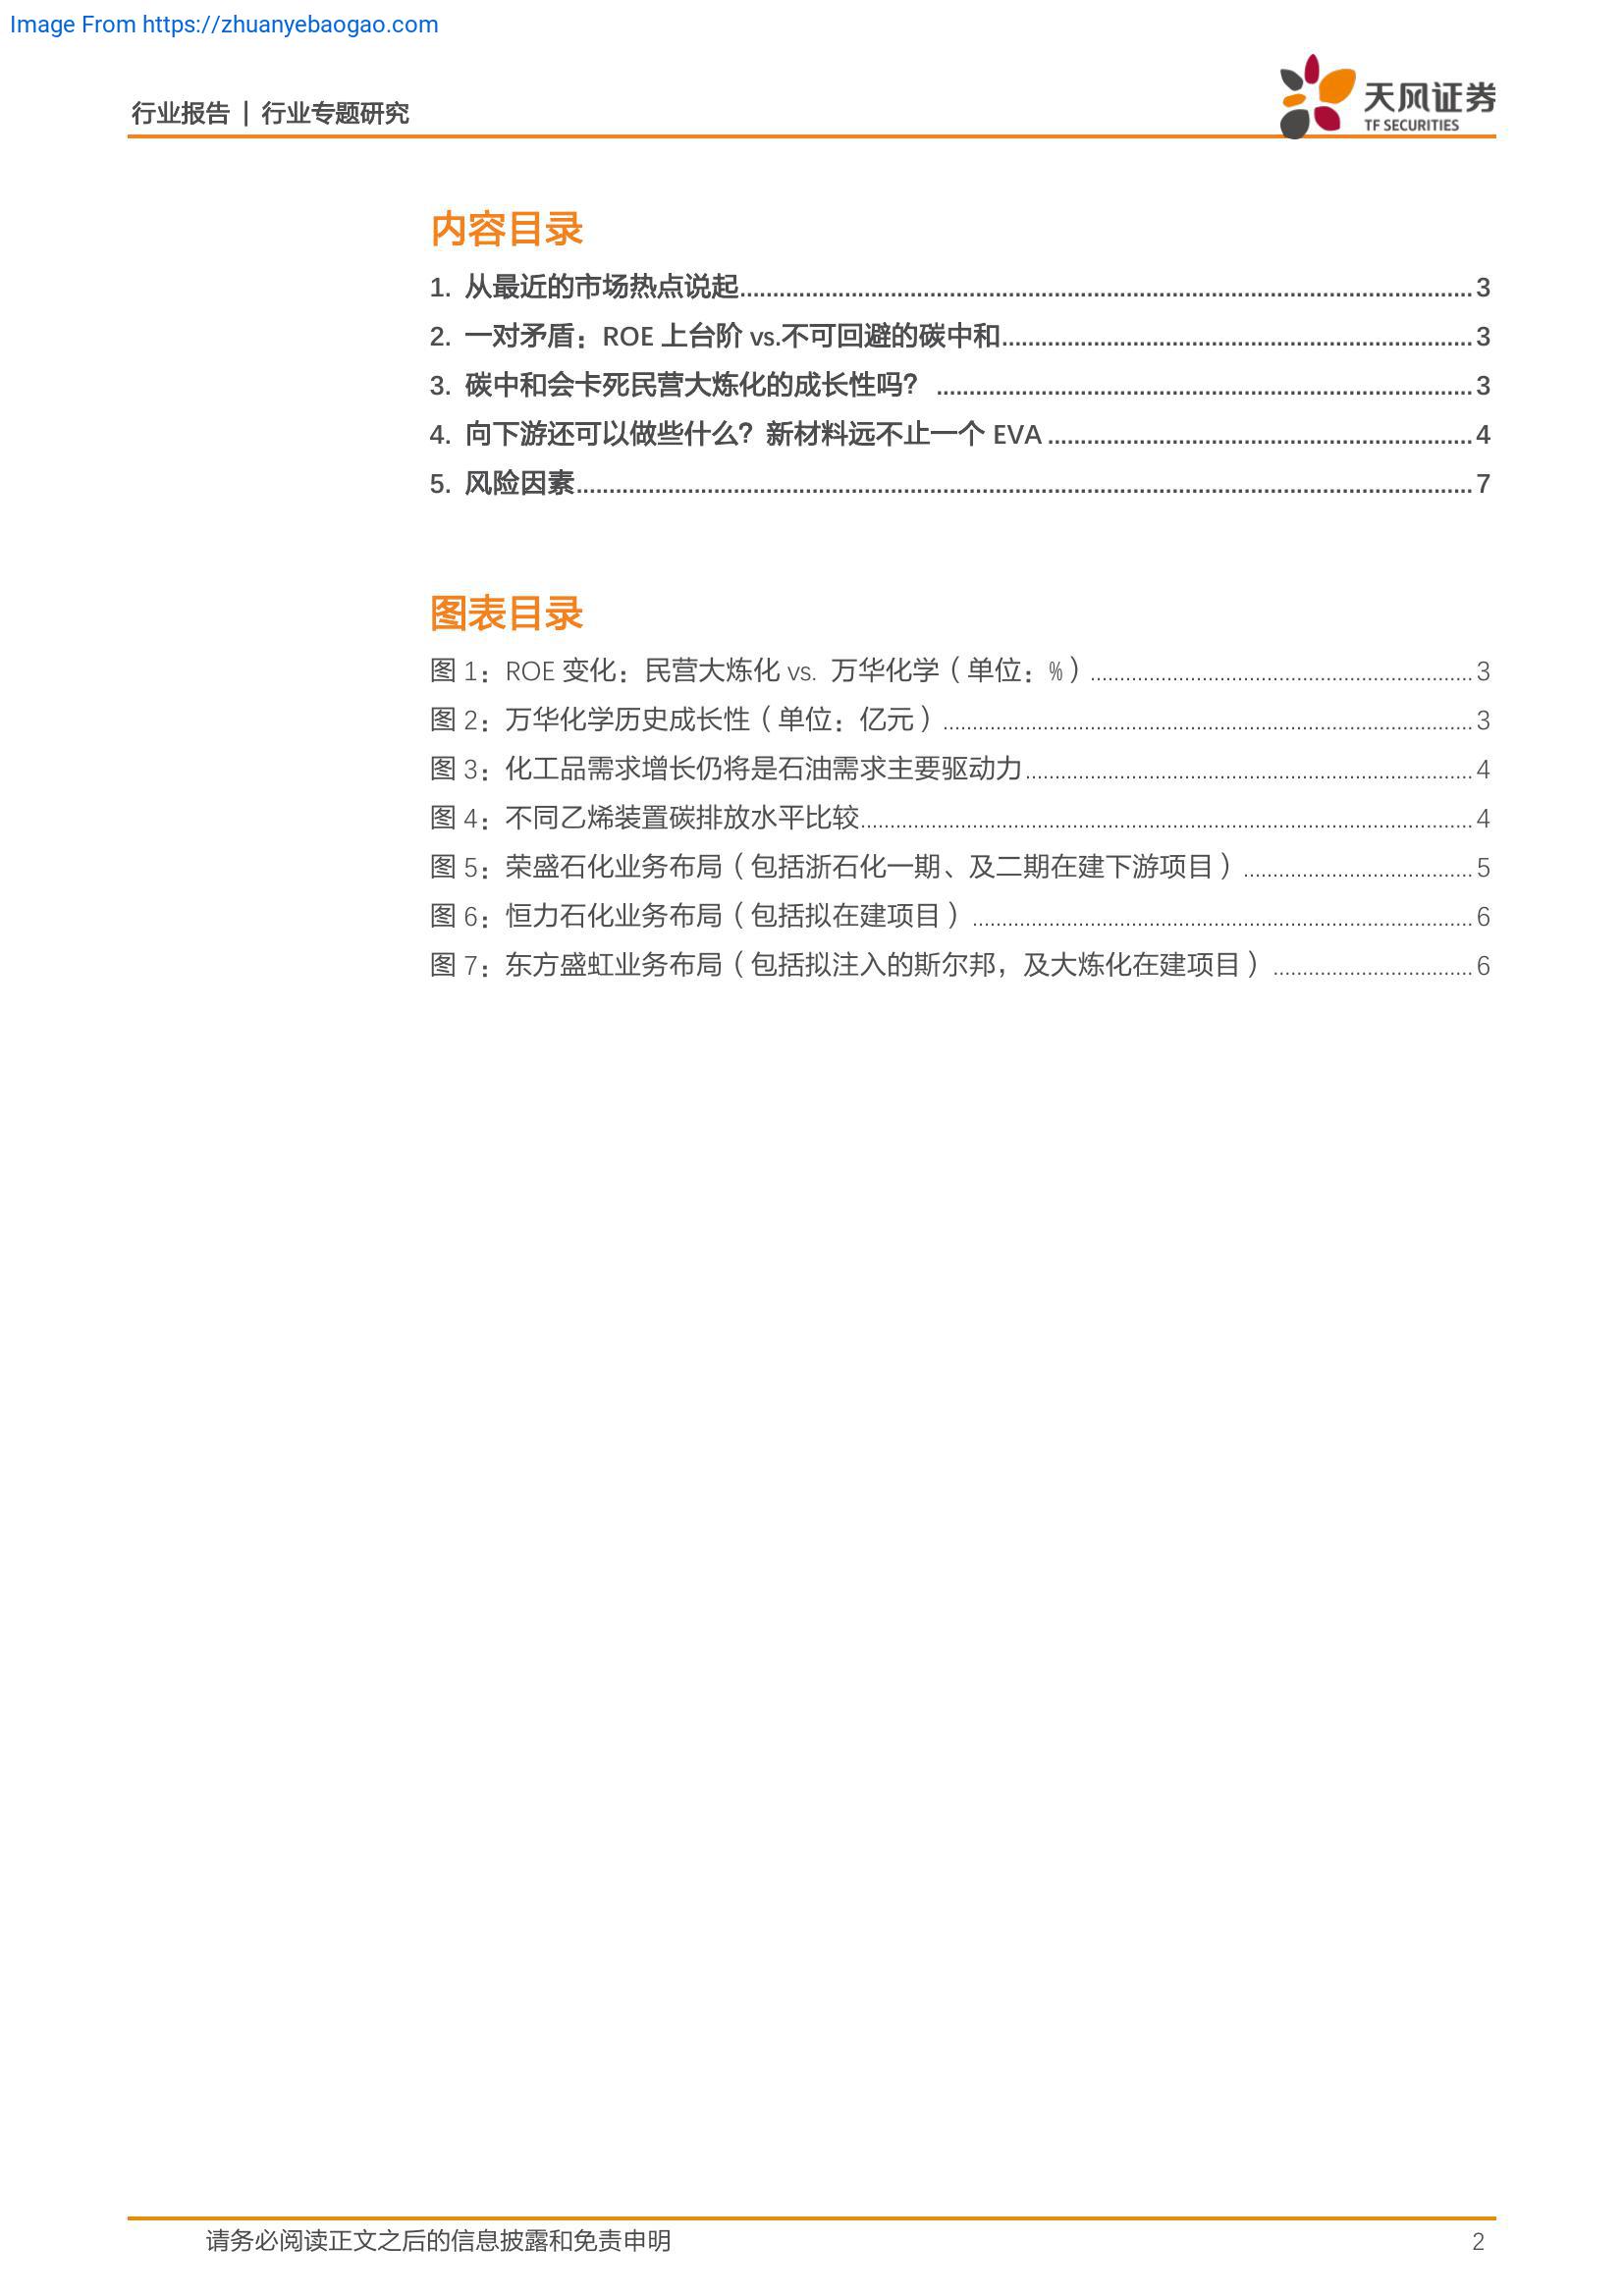 Image From https://zhuanyebaogao.com
行业报告 | 行业专题研究
天风证券
TF SECURITIES
内容目录
1. 从最近的市场热点说起 3
2. 一对矛盾：ROE 上台阶 vs.不可回避的碳中和 3
3. 碳中和会卡死民营大炼化的成长性吗？ 3
4. 向下游还可以做些什么？新材料远不止一个 EVA 4
5. 风险因素 7
图表目录
图 1：ROE 变化：民营大炼化 vs. 万华化学（单位：%） 3
图 2：万华化学历史成长性（单位：亿元） 3
图 3：化工品需求增长仍将是石油需求主要驱动力 4
图 4：不同乙烯装置碳排放水平比较 4
图 5：荣盛石化业务布局（包括浙石化一期、及二期在建下游项目） 5
图 6：恒力石化业务布局（包括拟在建项目） 6
图 7：东方盛虹业务布局（包括拟注入的斯尔邦，及大炼化在建项目） 6
请务必阅读正文之后的信息披露和免责申明 2